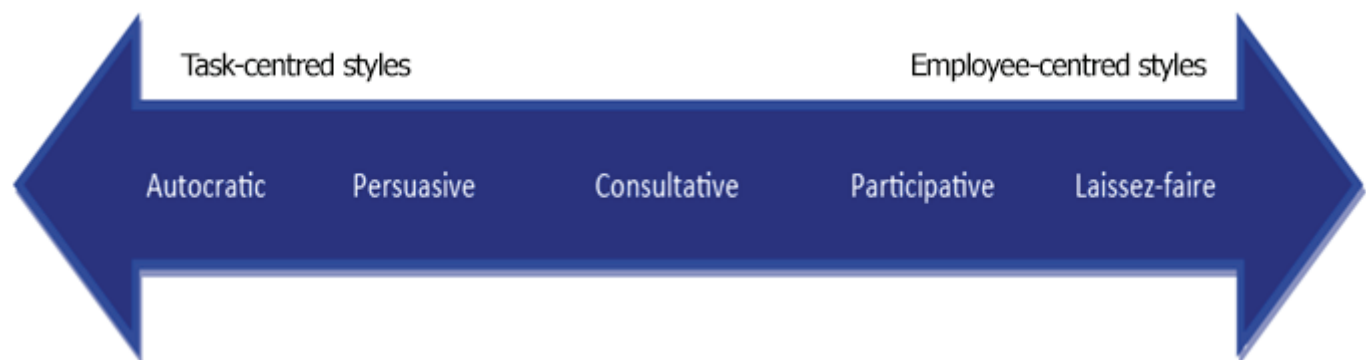 Task-centred styles Employee-centred styles
Autocratic Persuasive Consultative Participative Laissez-faire